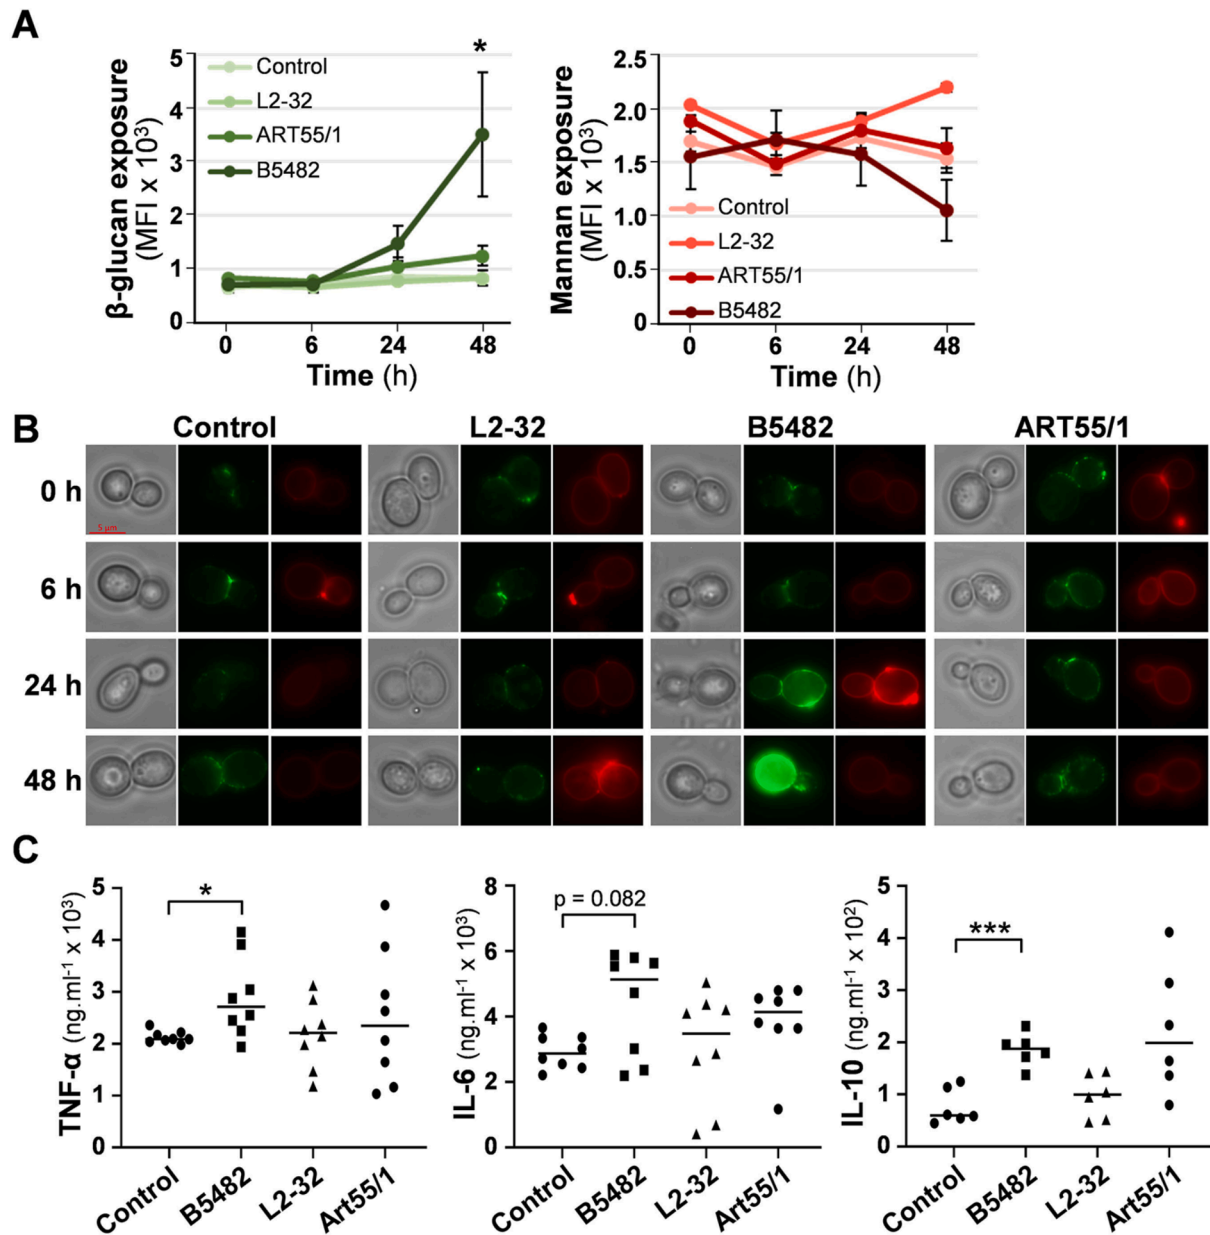 A
β-glucan exposure
(MFI x 10³)
5
4
3
2
1
0
*
Control
L2-32
ART55/1
B5482
0 6 24 48
Time (h)
Mannan exposure
(MFI x 10³)
2.5
2.0
1.5
1.0
0.5
0
Control
L2-32
ART55/1
B5482
0 6 24 48
Time (h)
B
Control L2-32 B5482 ART55/1
0 h
5 μm
6 h
24 h
48 h
C
TNF-α (ng.ml⁻¹ x 10³)
5
4
3
2
1
0
*
Control B5482 L2-32 Art55/1
IL-6 (ng.ml⁻¹ x 10³)
8
6
4
2
0
p = 0.082
Control B5482 L2-32 Art55/1
IL-10 (ng.ml⁻¹ x 10²)
5
4
3
2
1
0
***
Control B5482 L2-32 Art55/1